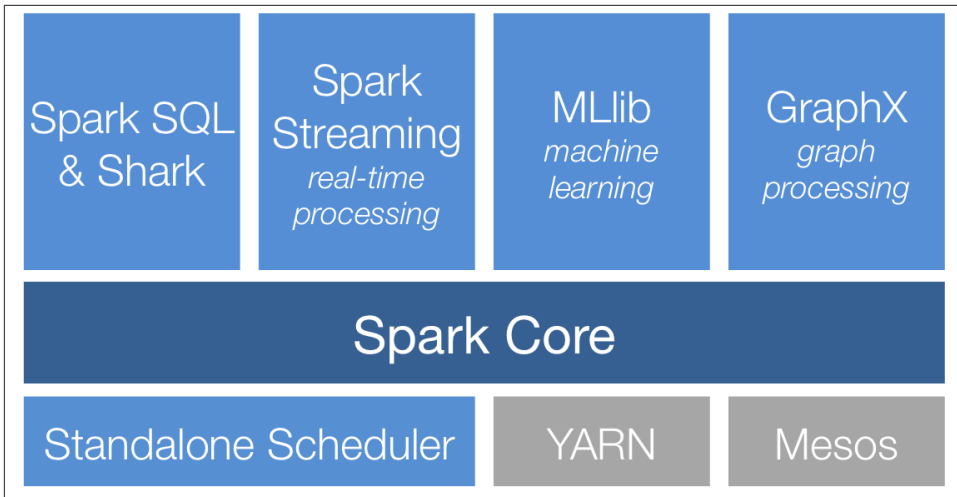 Spark SQL
& Shark
Spark
Streaming
real-time
processing
MLlib
machine
learning
GraphX
graph
processing
Spark Core
Standalone Scheduler
YARN
Mesos